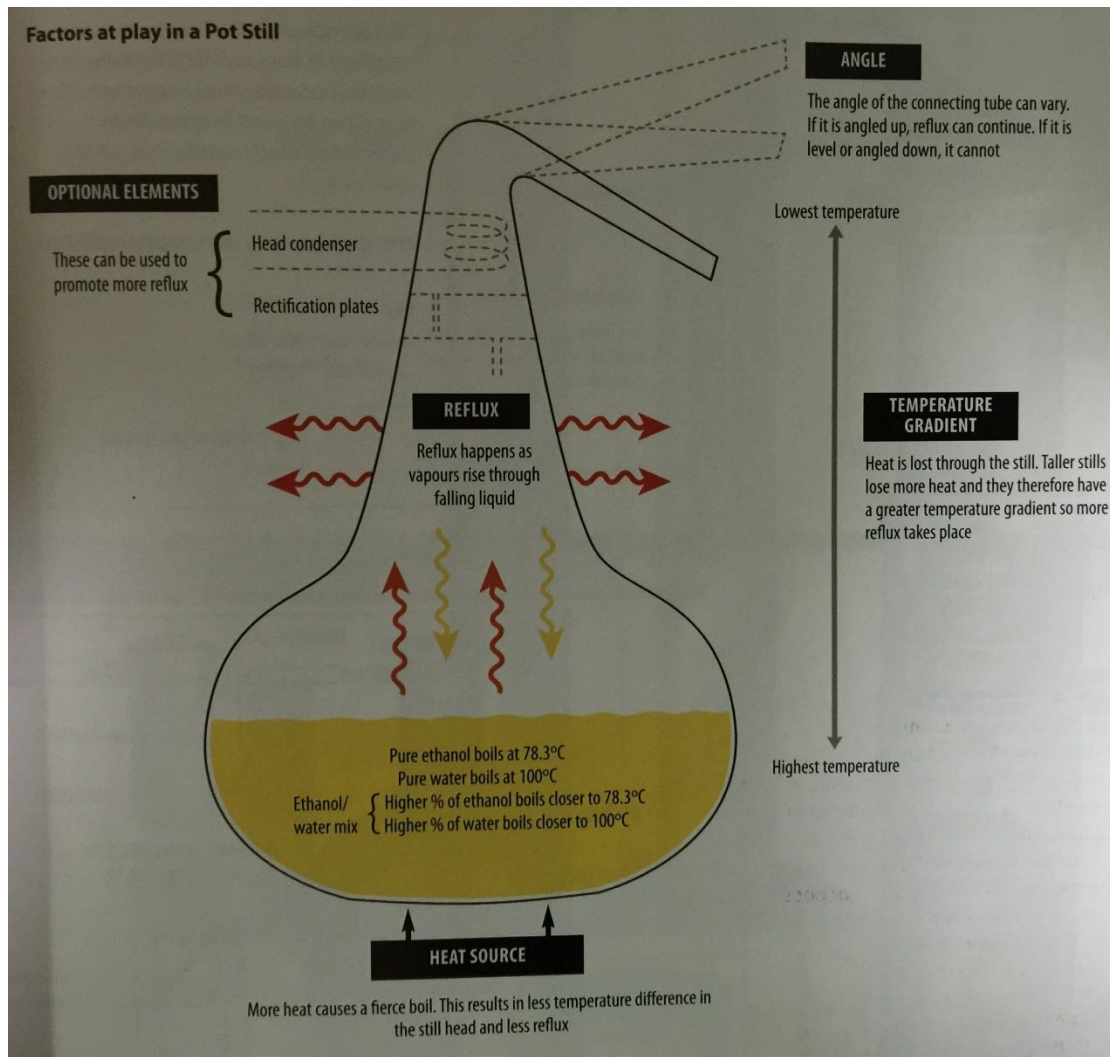 Factors at play in a Pot Still
ANGLE
The angle of the connecting tube can vary.
If it is angled up, reflux can continue. If it is
level or angled down, it cannot
OPTIONAL ELEMENTS
These can be used to
promote more reflux
Head condenser
Rectification plates
Lowest temperature
REFLUX
Reflux happens as
vapours rise through
falling liquid
TEMPERATURE
GRADIENT
Heat is lost through the still. Taller stills
lose more heat and they therefore have
a greater temperature gradient so more
reflux takes place
Highest temperature
Pure ethanol boils at 78.3ºC
Pure water boils at 100ºC
Ethanol/
water mix
Higher % of ethanol boils closer to 78.3ºC
Higher % of water boils closer to 100ºC
HEAT SOURCE
More heat causes a fierce boil. This results in less temperature difference in
the still head and less reflux